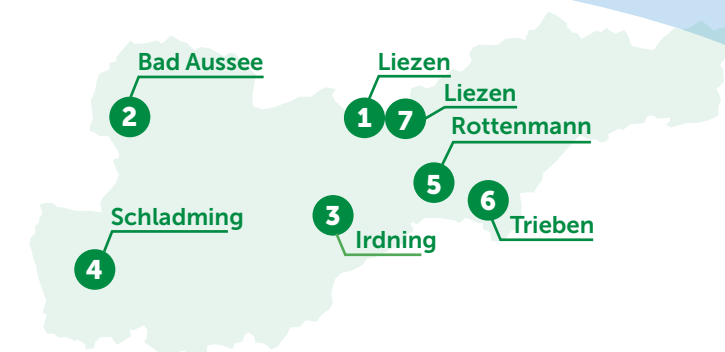 Bad Aussee
2
Liezen
1
Liezen
7
Rottenmann
5
6
Trieben
3
Irdning
Schladming
4